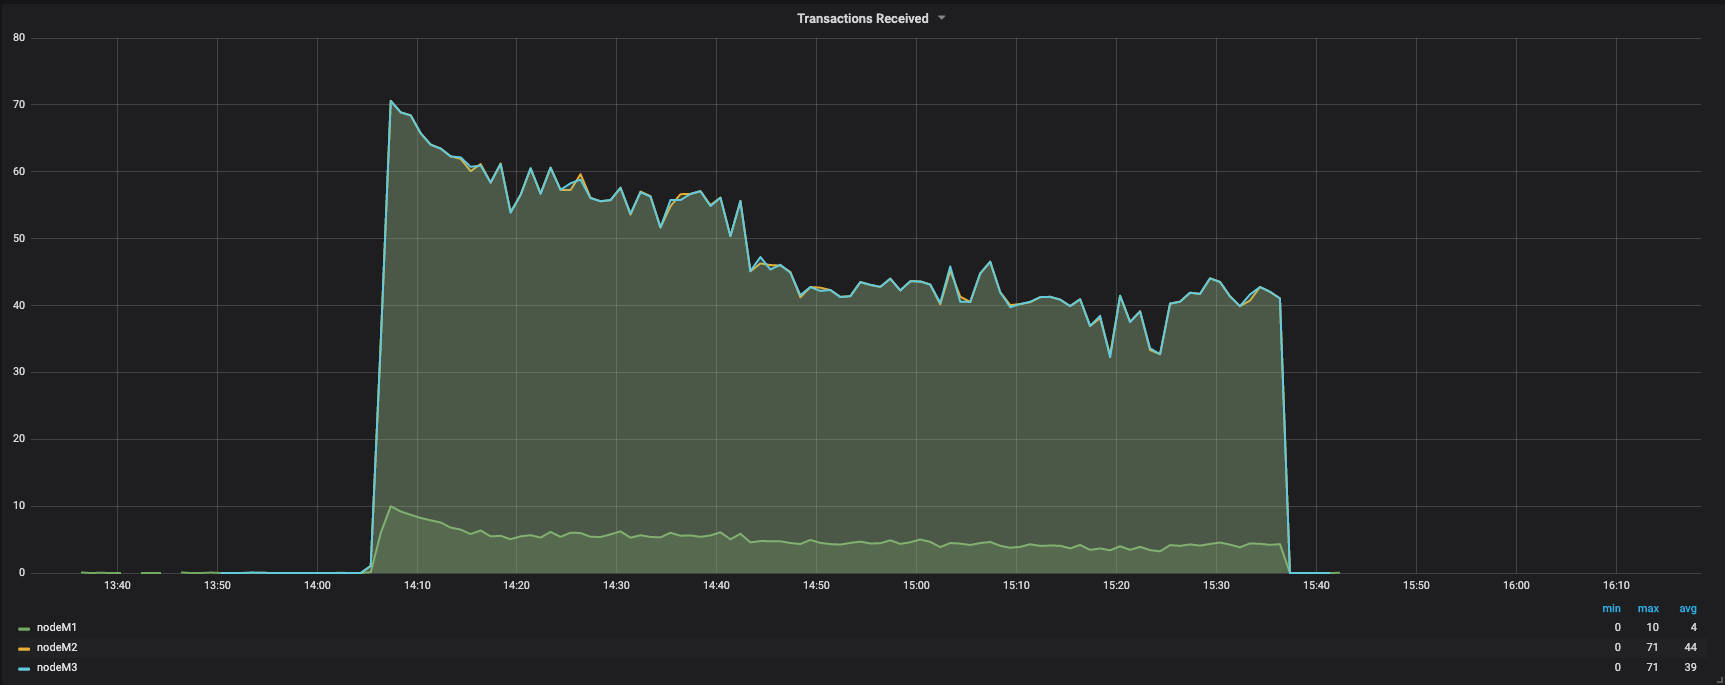 Transactions Received
80
70
60
50
40
30
20
10
0
13:40 13:50 14:00 14:10 14:20 14:30 14:40 14:50 15:00 15:10 15:20 15:30 15:40 15:50 16:00 16:10
min max avg
nodeM1 0 10 4
nodeM2 0 71 44
nodeM3 0 71 39